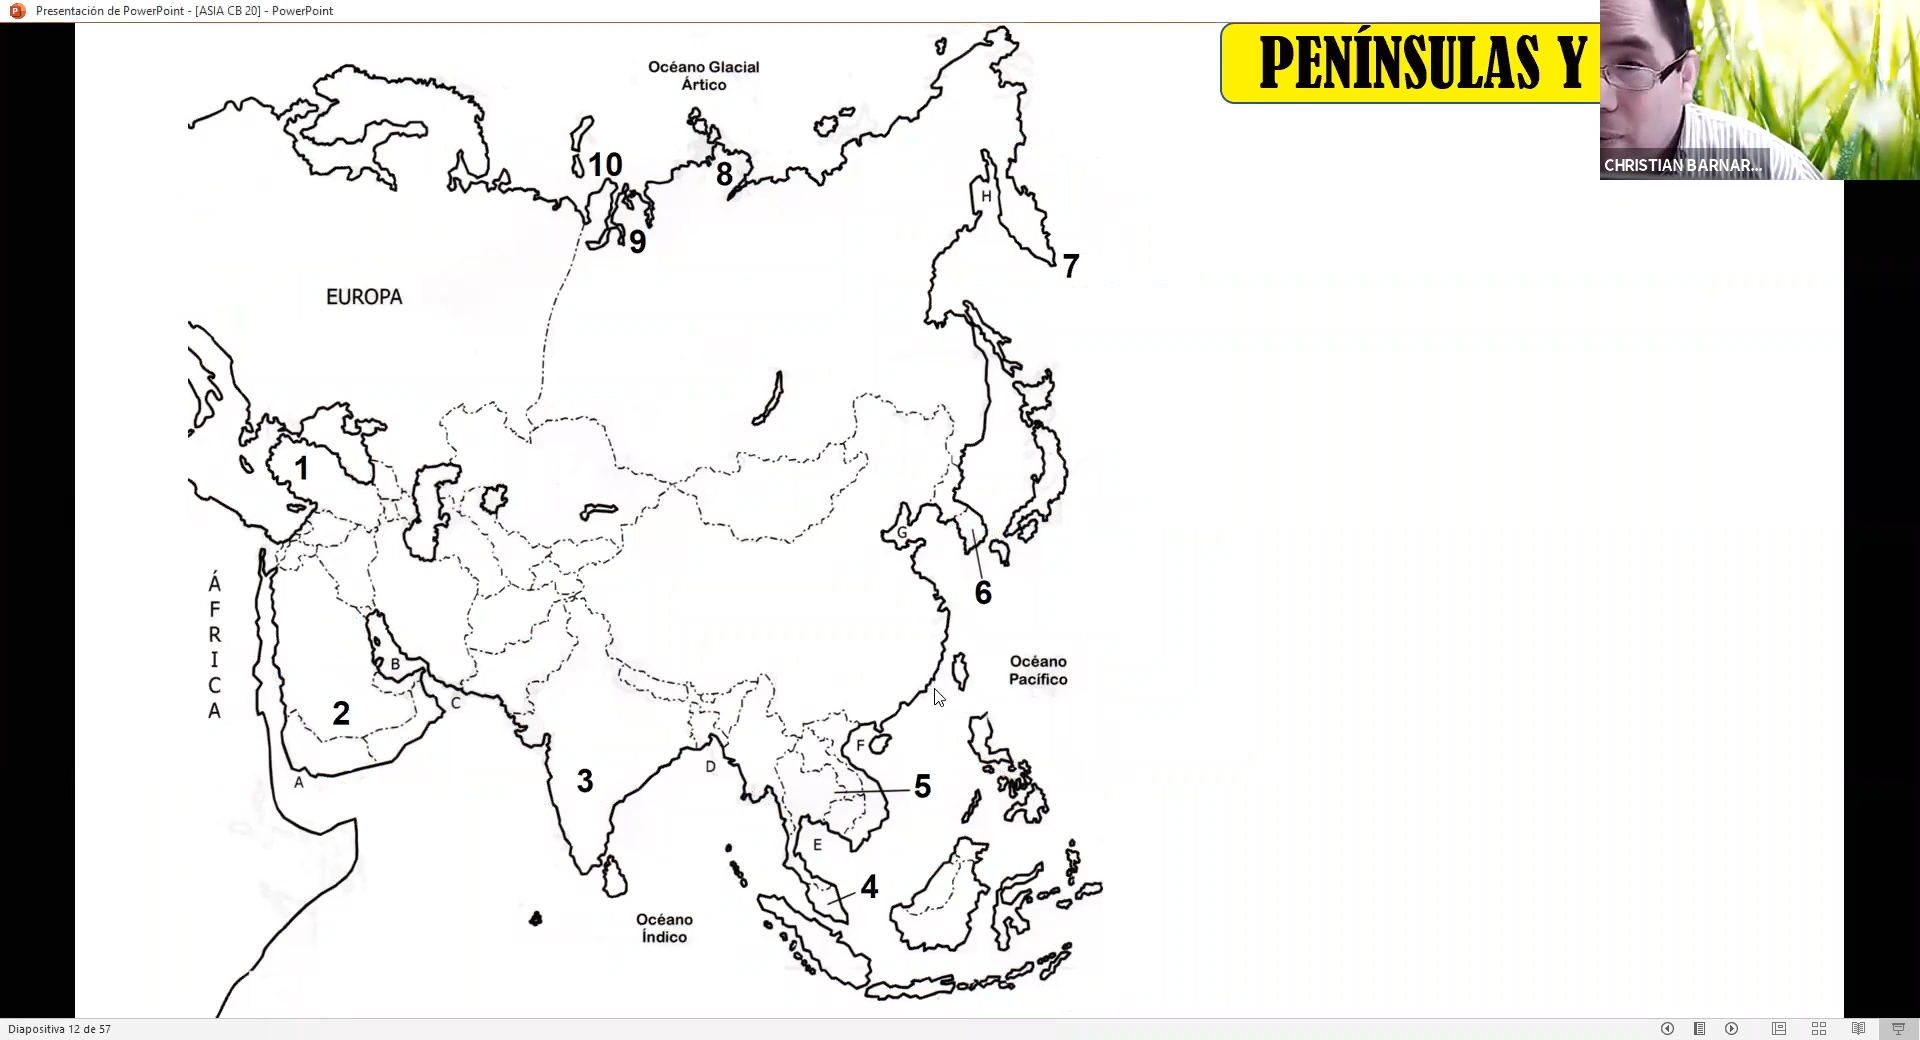 Presentación de PowerPoint - [ASIA CB 20] - PowerPoint
PENÍNSULAS Y
CHRISTIAN BARNAR...
Océano Glacial
Ártico
10
8
H
9
7
EUROPA
1
G
6
ÁFRICA
B
Océano
Pacífico
C
2
F
D
A
3
5
E
4
Océano
Índico
Diapositiva 12 de 57